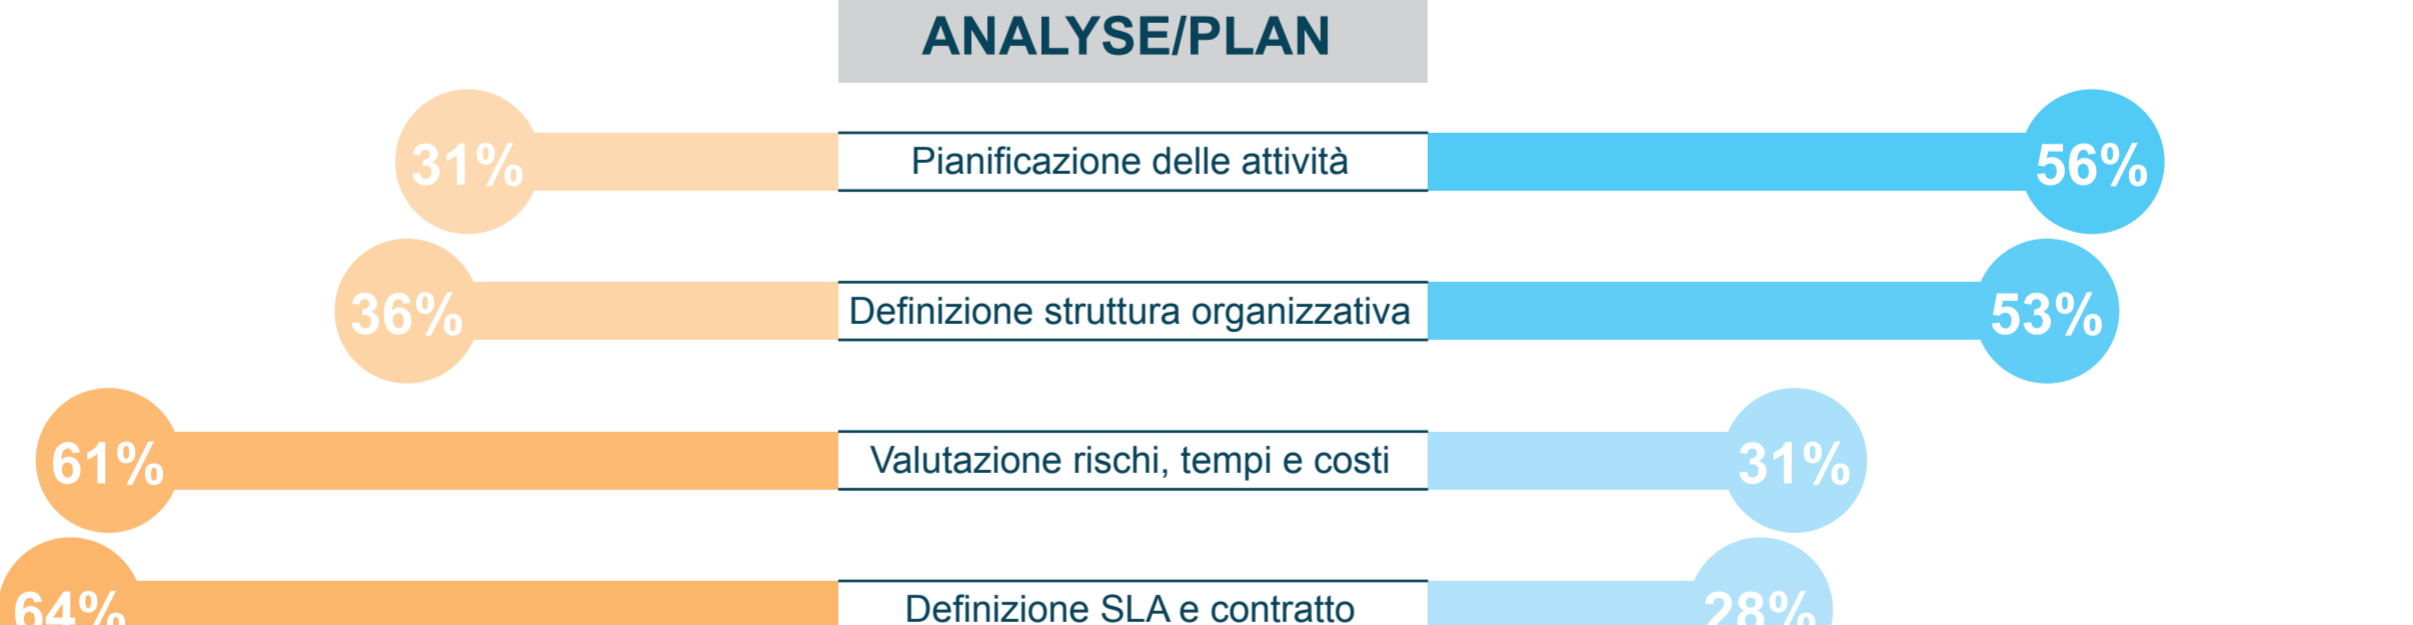 ANALYSE/PLAN
31% Pianificazione delle attività 56%
36% Definizione struttura organizzativa 53%
61% Valutazione rischi, tempi e costi 31%
64% Definizione SLA e contratto 28%